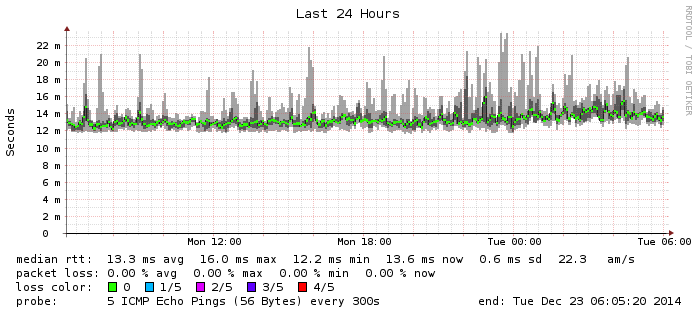 Last 24 Hours
RRDTOOL / TOBI OETIKER
Seconds
22 m
20 m
18 m
16 m
14 m
12 m
10 m
8 m
6 m
4 m
2 m
0
Mon 12:00 Mon 18:00 Tue 00:00 Tue 06:00
median rtt: 13.3 ms avg 16.0 ms max 12.2 ms min 13.6 ms now 0.6 ms sd 22.3 am/s
packet loss: 0.00 % avg 0.00 % max 0.00 % min 0.00 % now
loss color: 0 1/5 2/5 3/5 4/5
probe: 5 ICMP Echo Pings (56 Bytes) every 300s end: Tue Dec 23 06:05:20 2014